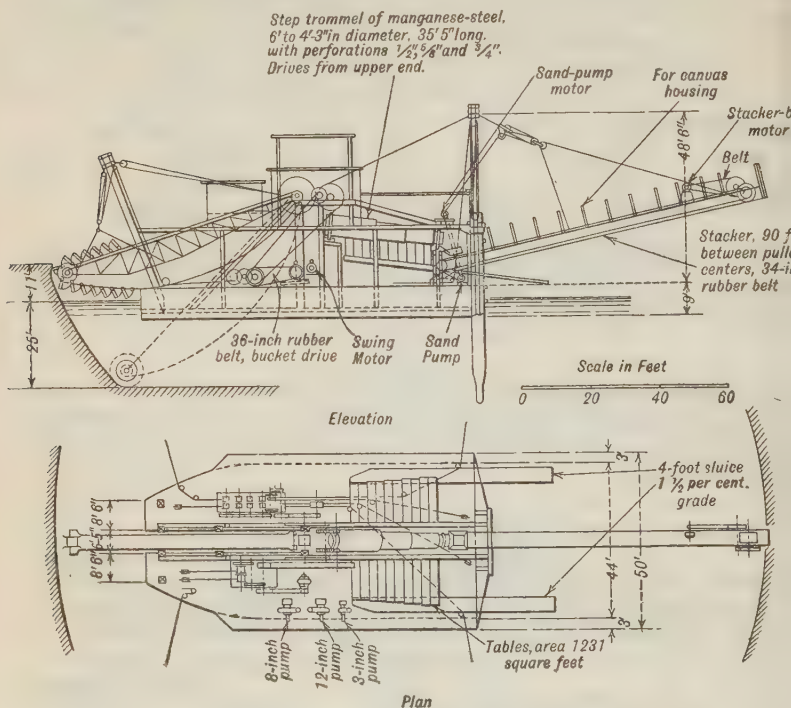 Step trommel of manganese-steel,
6' to 4'-3" in diameter, 35' 5" long.
with perforations 1/2", 5/8" and 3/4".
Drives from upper end.
Sand-pump
motor
For canvas
housing
motor
Belt
48' 6"
Stacker, 90
between
centers,
rubber belt
9'
11'
25'
36-inch rubber
belt, bucket drive
Swing
Motor
Sand
Pump
Scale in Feet
0 20 40 60
Elevation
3'
4-foot sluice
1 1/2 per cent.
grade
8' 6"
6'-5"
8' 6"
44'
50'
3'
8-inch
pump
12-inch
pump
3-inch
pump
Tables, area 1231
square feet
Plan